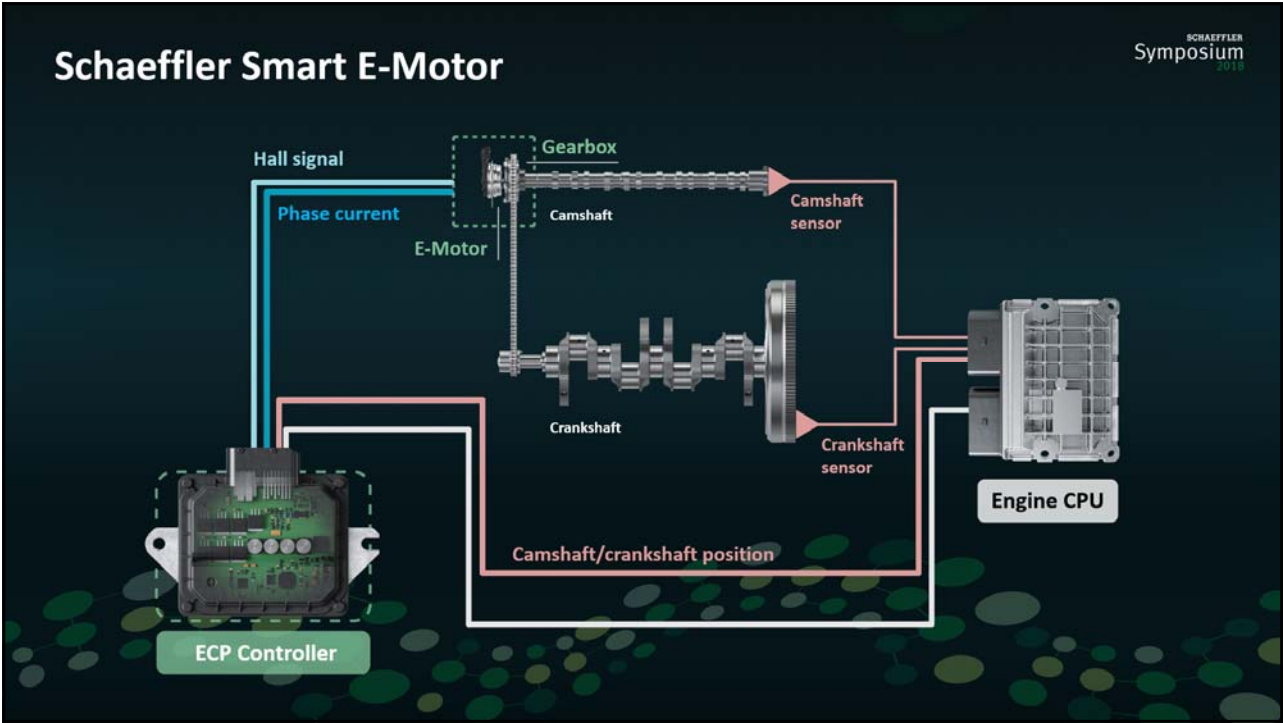 Schaeffler Smart E-Motor
SCHAEFFLER
Symposium
2018
Gearbox
Hall signal
Phase current
Camshaft
Camshaft
sensor
E-Motor
Crankshaft
Crankshaft
sensor
Engine CPU
Camshaft/crankshaft position
ECP Controller